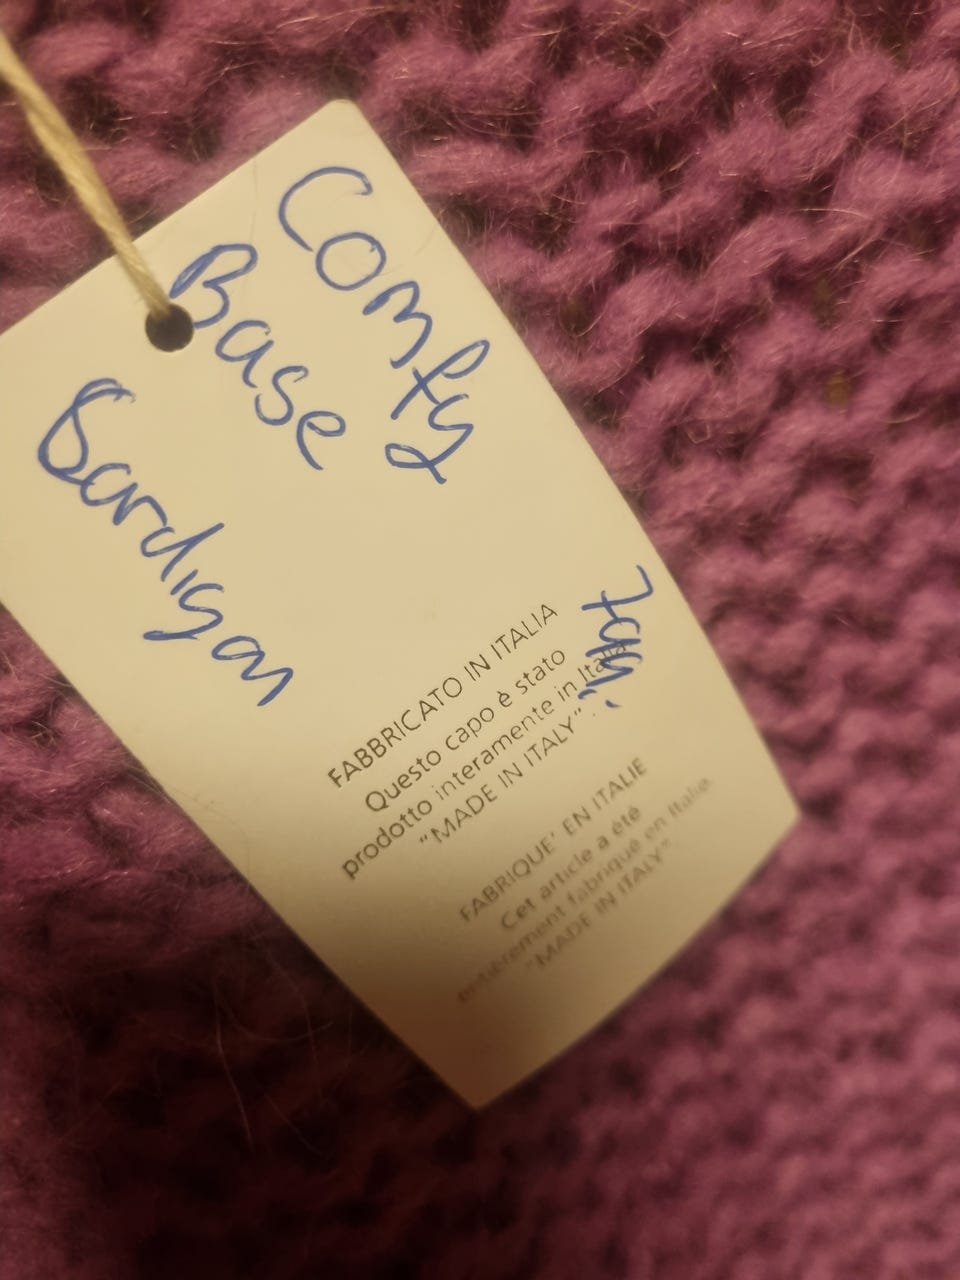 Comfy
Base
Cardigan
FABBRICATO IN ITALIA
Questo capo è stato
prodotto interamente in Italia
"MADE IN ITALY".
FABRIQUE' EN ITALIE
Cet article a été
entièrement fabriqué en Italie
"MADE IN ITALY".